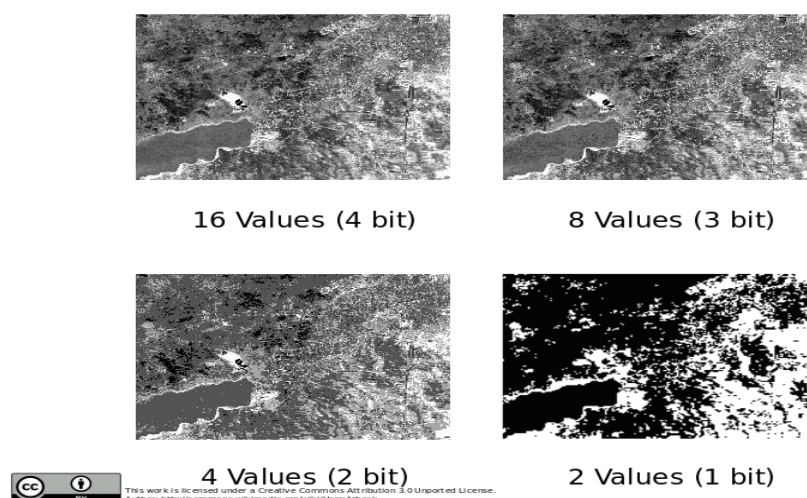 16 Values (4 bit)
8 Values (3 bit)
4 Values (2 bit)
2 Values (1 bit)
cc
This work is licensed under a Creative Commons Attribution 3.0 Unported License.